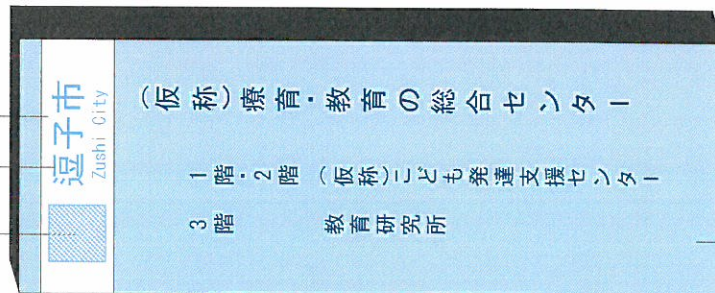 逗子市
Zushi City
（仮称）療育・教育の総合センター
1階・2階　（仮称）こども発達支援センター
3階　教育研究所